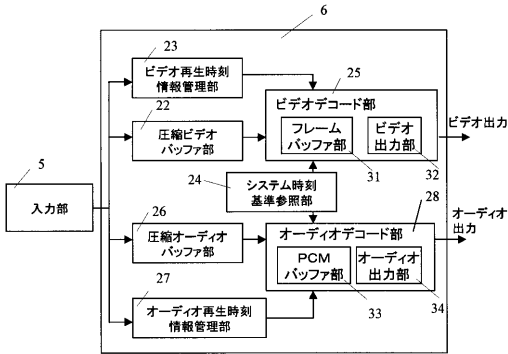 6
23
ビデオ再生時刻
情報管理部
25
ビデオデコード部
22
圧縮ビデオ
バッファ部
フレーム
バッファ部
ビデオ
出力部
ビデオ出力
31
32
5
入力部
24
システム時刻
基準参照部
28
26
圧縮オーディオ
バッファ部
オーディオデコード部
オーディオ
出力
PCM
バッファ部
オーディオ
出力部
27
オーディオ再生時刻
情報管理部
33
34